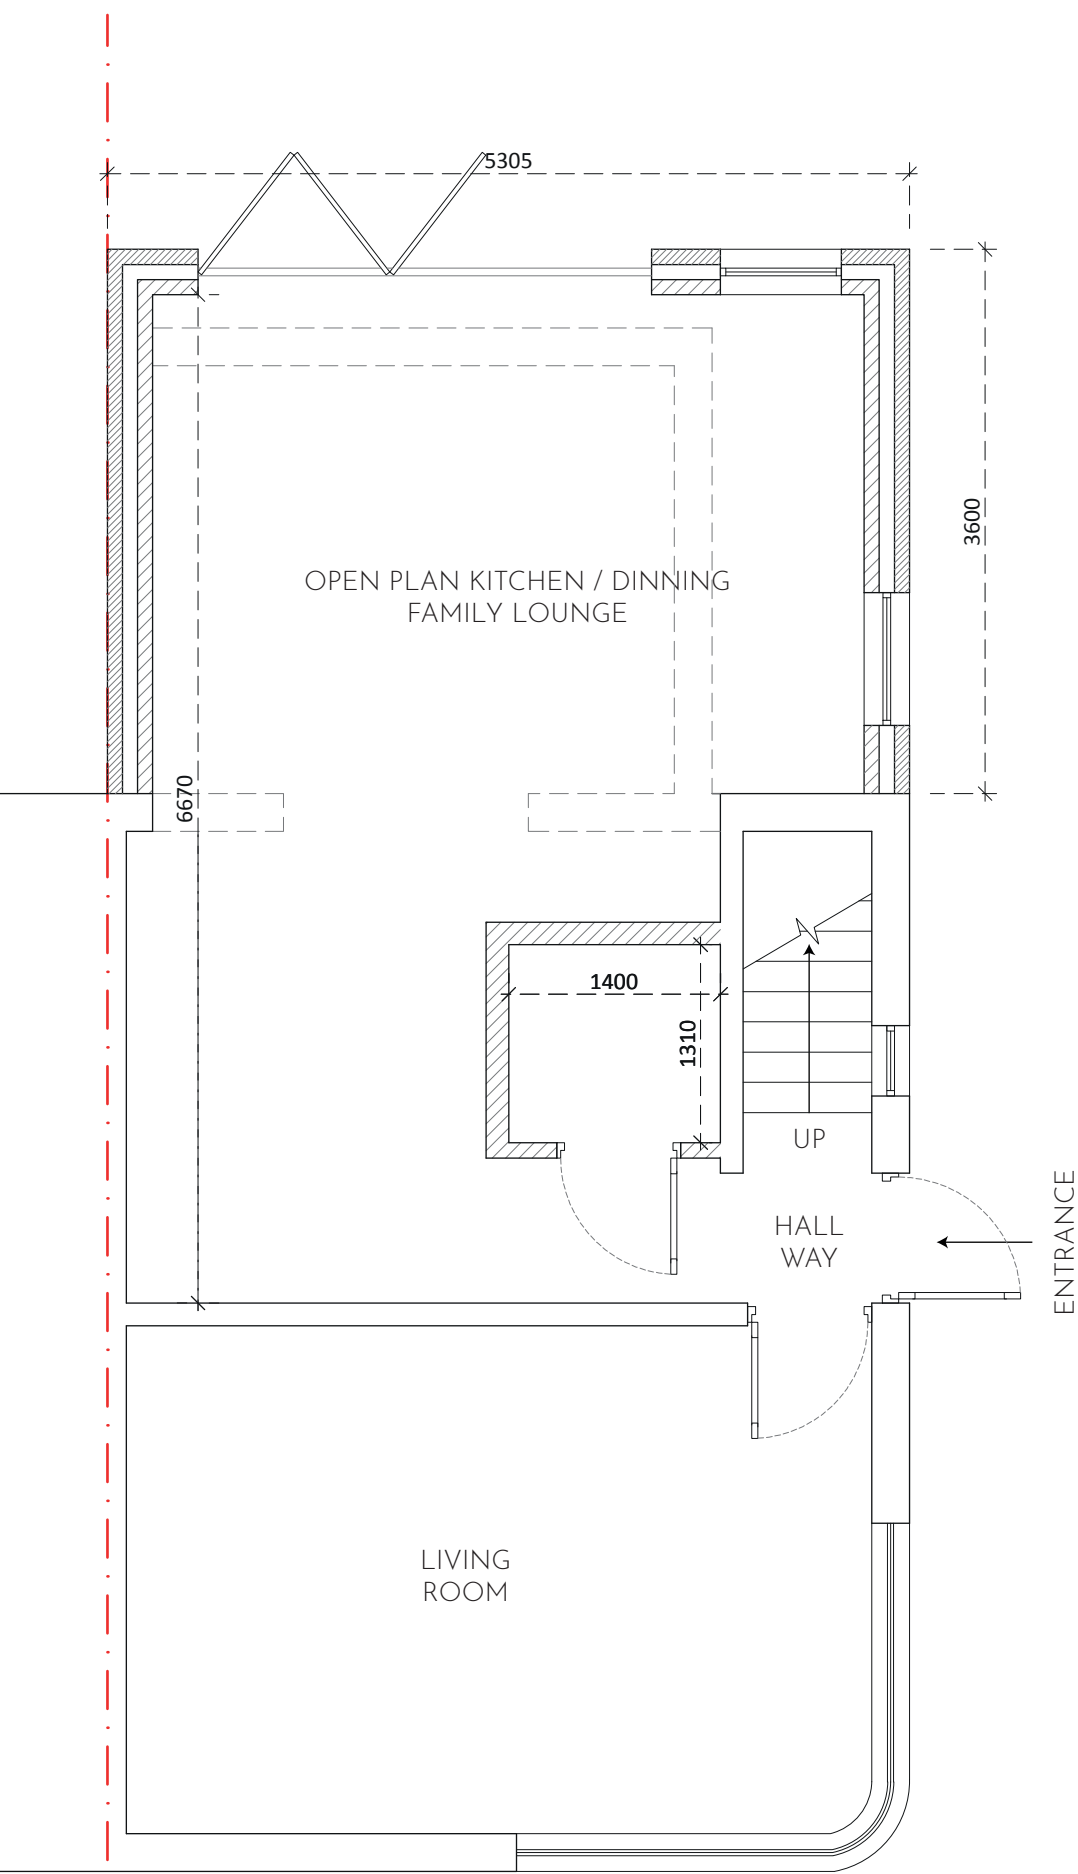 5305
3600
OPEN PLAN KITCHEN / DINNING
FAMILY LOUNGE
6670
1400
1310
UP
HALL
WAY
ENTRANCE
LIVING
ROOM